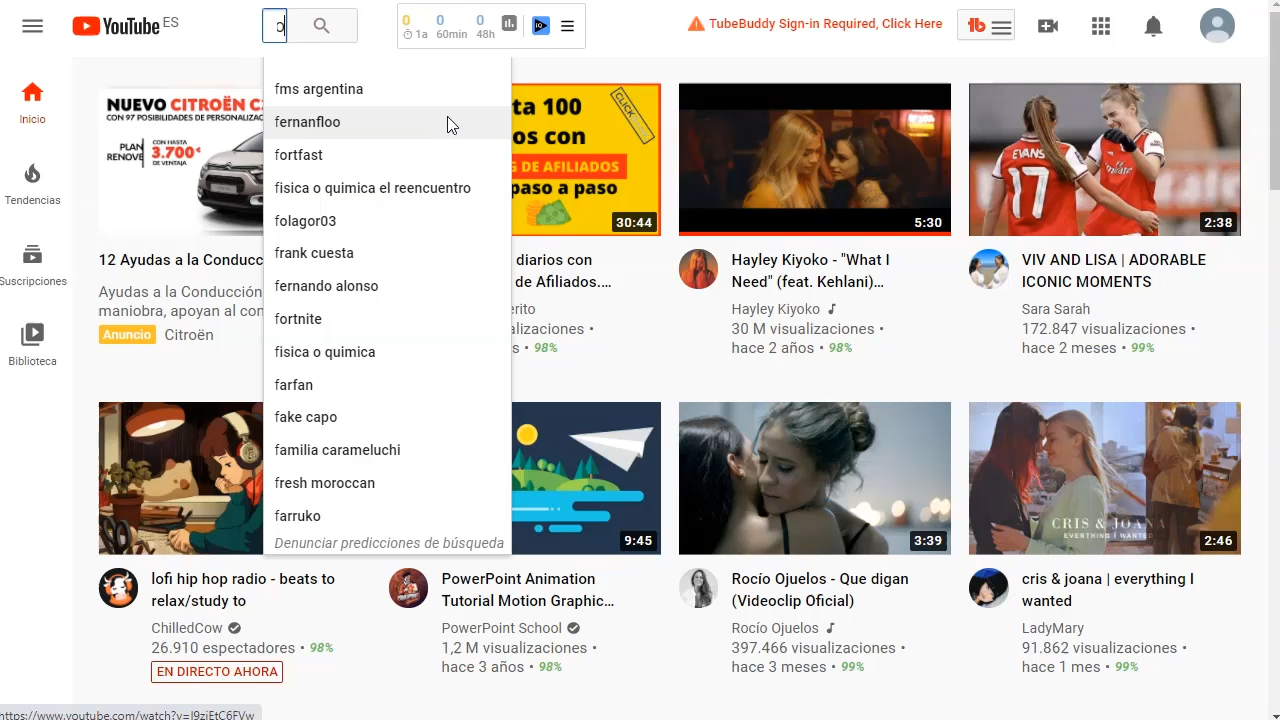 YouTube ES
0 0 0
1a 60min 48h
TubeBuddy Sign-in Required, Click Here
Inicio
Tendencias
Suscripciones
Biblioteca
fms argentina
fernanfloo
fortfast
fisica o quimica el reencuentro
folagor03
frank cuesta
fernando alonso
fortnite
fisica o quimica
farfan
fake capo
familia carameluchi
fresh moroccan
farruko
Denunciar predicciones de búsqueda
NUEVO CITROËN C
CON 97 POSIBILIDADES DE PERSONALIZAC
PLAN RENOVE
CON HASTA
3.700€
DE VENTAJA
12 Ayudas a la Conducc
Ayudas a la Conducción
maniobra, apoyan al con
Anuncio Citroën
ta 100
os con
G DE AFILIADOS
paso a paso
CLICK
30:44
diarios con
de Afiliados....
erito
visualizaciones •
s • 98%
5:30
Hayley Kiyoko - "What I
Need" (feat. Kehlani)...
Hayley Kiyoko
30 M visualizaciones •
hace 2 años • 98%
EVANS
17
Emirates
2:38
VIV AND LISA | ADORABLE
ICONIC MOMENTS
Sara Sarah
172.847 visualizaciones •
hace 2 meses • 99%
lofi hip hop radio - beats to
relax/study to
ChilledCow
26.910 espectadores • 98%
EN DIRECTO AHORA
9:45
PowerPoint Animation
Tutorial Motion Graphic...
PowerPoint School
1,2 M visualizaciones •
hace 3 años • 98%
3:39
Rocío Ojuelos - Que digan
(Videoclip Oficial)
Rocío Ojuelos
397.466 visualizaciones •
hace 3 meses • 99%
CRIS & JOANA
EVERYTHING I WANTED
2:46
cris & joana | everything I
wanted
LadyMary
91.862 visualizaciones •
hace 1 mes • 99%